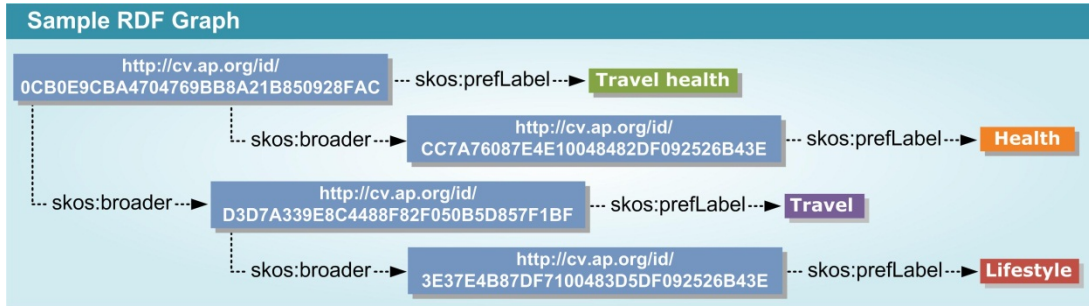 Sample RDF Graph
http://cv.ap.org/id/
0CB0E9CBA4704769BB8A21B850928FAC
skos:prefLabel
Travel health
skos:broader
http://cv.ap.org/id/
CC7A76087E4E10048482DF092526B43E
skos:prefLabel
Health
skos:broader
http://cv.ap.org/id/
D3D7A339E8C4488F82F050B5D857F1BF
skos:prefLabel
Travel
skos:broader
http://cv.ap.org/id/
3E37E4B87DF7100483D5DF092526B43E
skos:prefLabel
Lifestyle